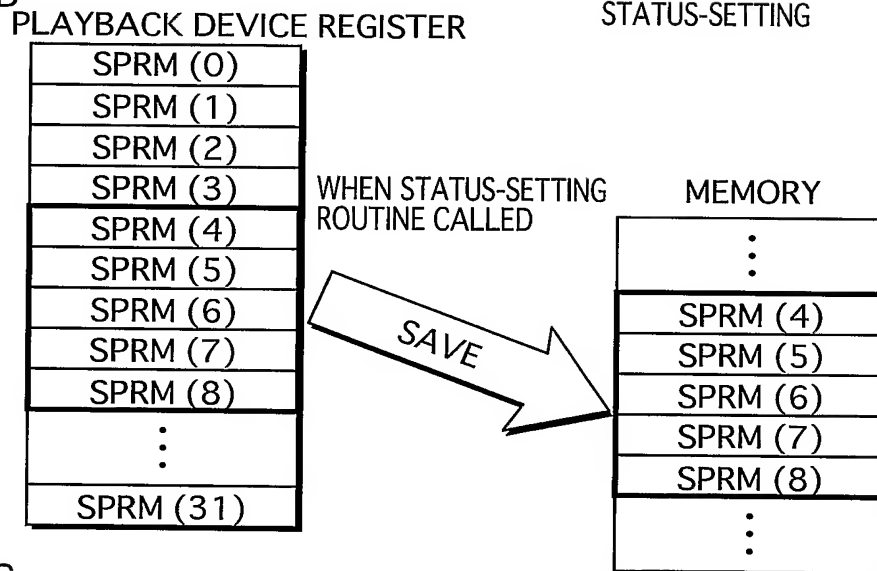 PLAYBACK DEVICE REGISTER
STATUS-SETTING
SPRM (0)
SPRM (1)
SPRM (2)
SPRM (3)
SPRM (4)
SPRM (5)
SPRM (6)
SPRM (7)
SPRM (8)
SPRM (31)
WHEN STATUS-SETTING
ROUTINE CALLED
SAVE
MEMORY
SPRM (4)
SPRM (5)
SPRM (6)
SPRM (7)
SPRM (8)